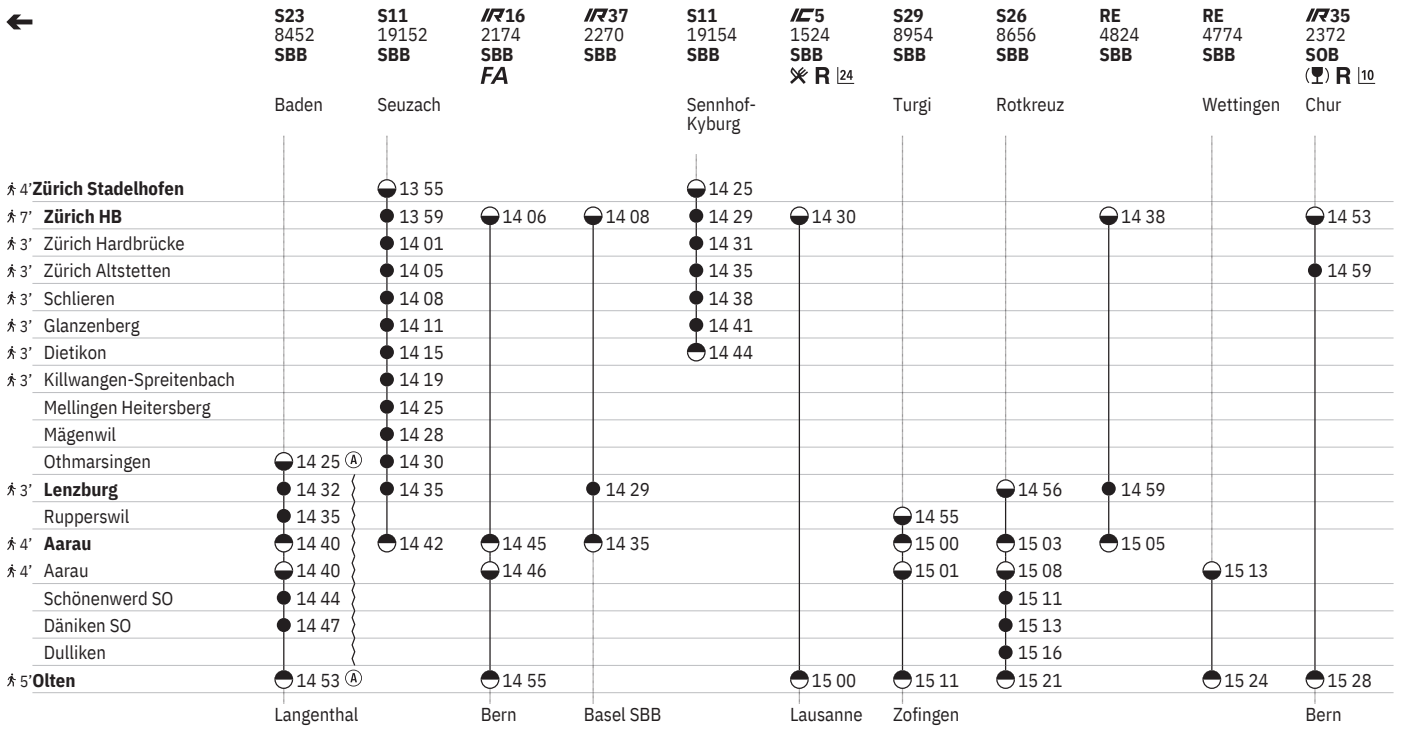 S23 S11 IR16 IR37 S11 IC5 S29 S26 RE RE IR35
8452 19152 2174 2270 19154 1524 8954 8656 4824 4774 2372
SBB SBB SBB SBB SBB SBB SBB SBB SBB SBB SOB
FA R 24 R 10
Baden Seuzach Sennhof- Turgi Rotkreuz Wettingen Chur
Kyburg
4’ Zürich Stadelhofen 13 55 14 25
7’ Zürich HB 13 59 14 06 14 08 14 29 14 30 14 38 14 53
3’ Zürich Hardbrücke 14 01 14 31
3’ Zürich Altstetten 14 05 14 35 14 59
3’ Schlieren 14 08 14 38
3’ Glanzenberg 14 11 14 41
3’ Dietikon 14 15 14 44
3’ Killwangen-Spreitenbach 14 19
Mellingen Heitersberg 14 25
Mägenwil 14 28
Othmarsingen 14 25 A 14 30
3’ Lenzburg 14 32 14 35 14 29 14 56 14 59
Rupperswil 14 35 14 55
4’ Aarau 14 40 14 42 14 45 14 35 15 00 15 03 15 05
4’ Aarau 14 40 14 46 15 01 15 08 15 13
Schönenwerd SO 14 44 15 11
Däniken SO 14 47 15 13
Dulliken 15 16
5’ Olten 14 53 A 14 55 15 00 15 11 15 21 15 24 15 28
Langenthal Bern Basel SBB Lausanne Zofingen Bern